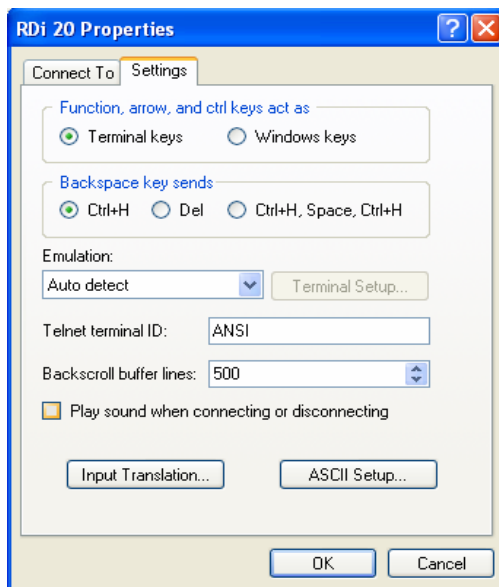 RDi 20 Properties
Connect To Settings
Function, arrow, and ctrl keys act as
Terminal keys Windows keys
Backspace key sends
Ctrl+H Del Ctrl+H, Space, Ctrl+H
Emulation:
Auto detect Terminal Setup...
Telnet terminal ID: ANSI
Backscroll buffer lines: 500
Play sound when connecting or disconnecting
Input Translation... ASCII Setup...
OK Cancel